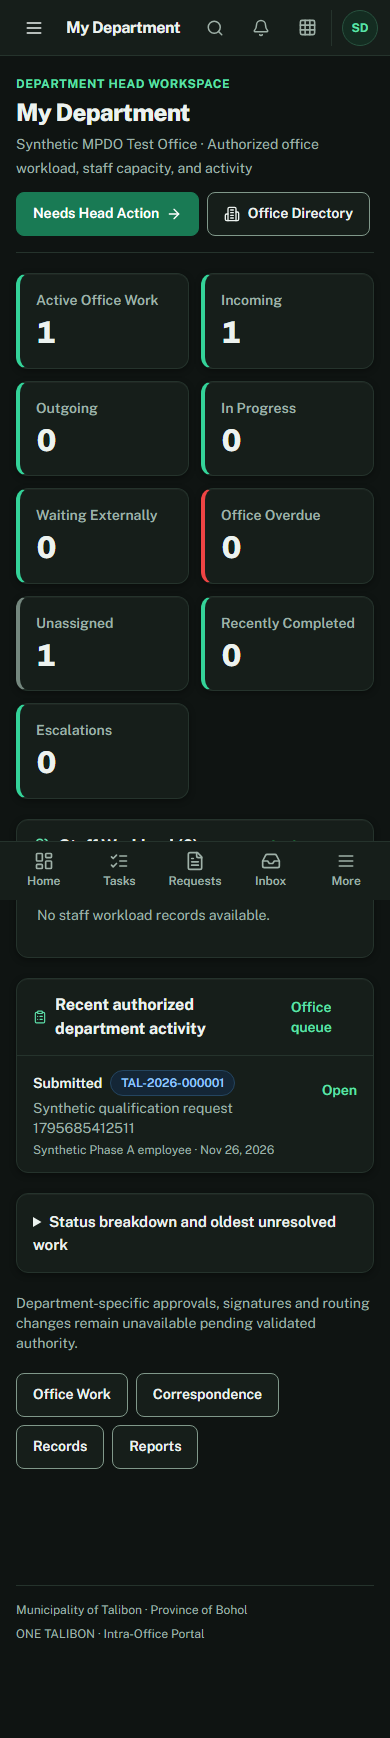 My Department
SD
DEPARTMENT HEAD WORKSPACE
My Department
Synthetic MPDO Test Office · Authorized office
workload, staff capacity, and activity
Needs Head Action →
Office Directory
Active Office Work
1
Incoming
1
Outgoing
0
In Progress
0
Waiting Externally
0
Office Overdue
0
Unassigned
1
Recently Completed
0
Escalations
0
Home
Tasks
Requests
Inbox
More
No staff workload records available.
Recent authorized
department activity
Office
queue
Submitted TAL-2026-000001
Open
Synthetic qualification request
1795685412511
Synthetic Phase A employee · Nov 26, 2026
Status breakdown and oldest unresolved
work
Department-specific approvals, signatures and routing
changes remain unavailable pending validated
authority.
Office Work
Correspondence
Records
Reports
Municipality of Talibon · Province of Bohol
ONE TALIBON · Intra-Office Portal